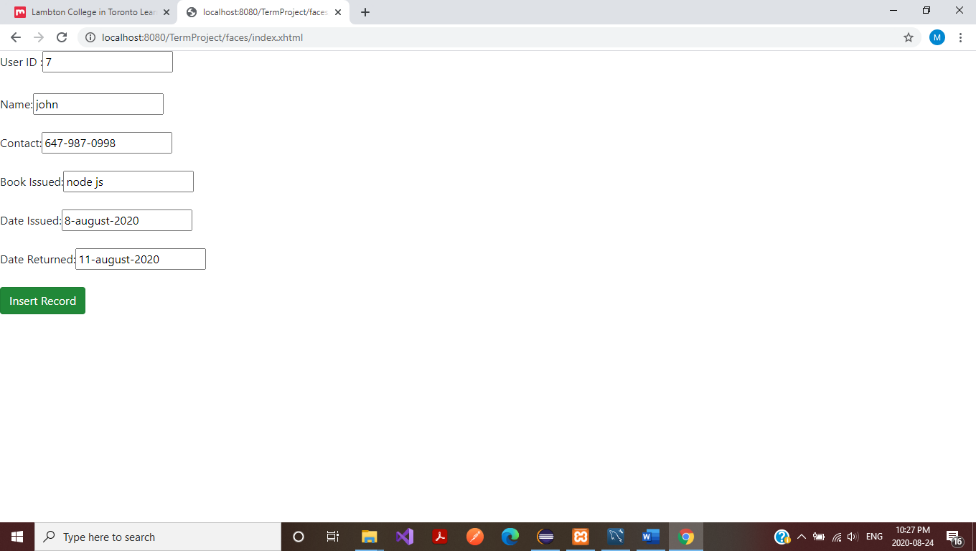 Lambton College in Toronto Lea
localhost:8080/TermProject/faces
localhost:8080/TermProject/faces/index.xhtml
M
User ID :7
Name:john
Contact:647-987-0998
Book Issued:node js
Date Issued:8-august-2020
Date Returned:11-august-2020
Insert Record
Type here to search
ENG
10:27 PM
2020-08-24
16